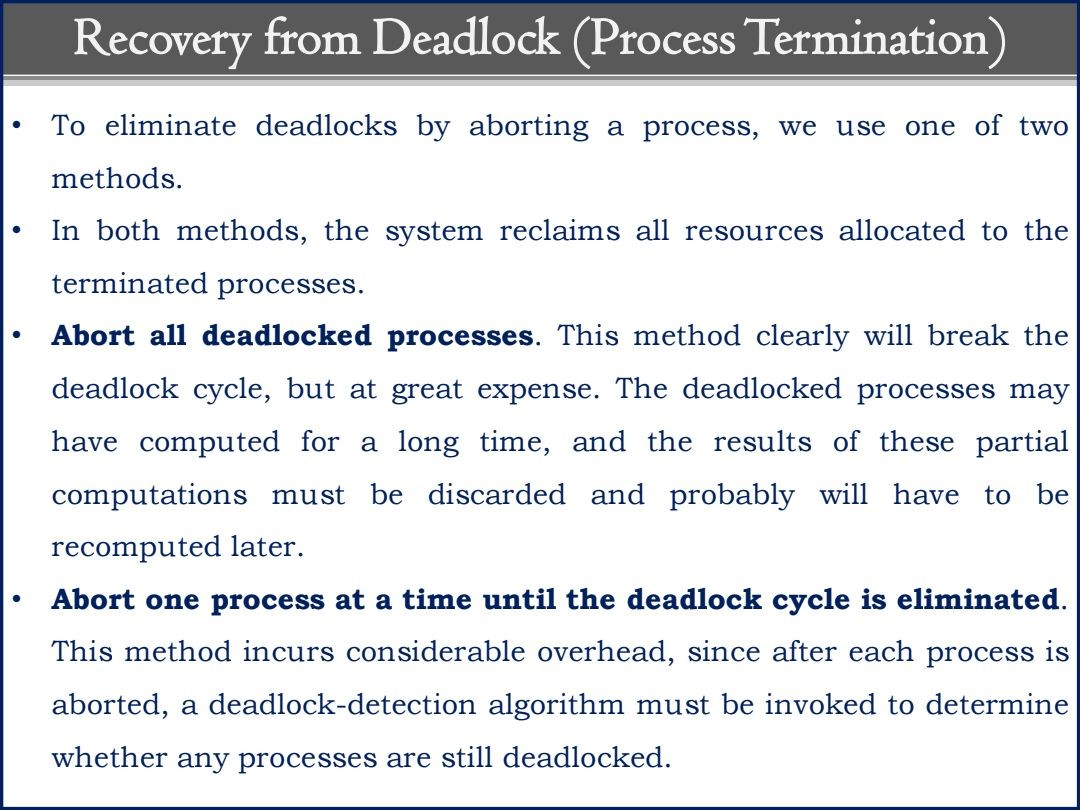 Recovery from Deadlock (Process Termination)
• To eliminate deadlocks by aborting a process, we use one of two
methods.
• In both methods, the system reclaims all resources allocated to the
terminated processes.
• Abort all deadlocked processes. This method clearly will break the
deadlock cycle, but at great expense. The deadlocked processes may
have computed for a long time, and the results of these partial
computations must be discarded and probably will have to be
recomputed later.
• Abort one process at a time until the deadlock cycle is eliminated.
This method incurs considerable overhead, since after each process is
aborted, a deadlock-detection algorithm must be invoked to determine
whether any processes are still deadlocked.